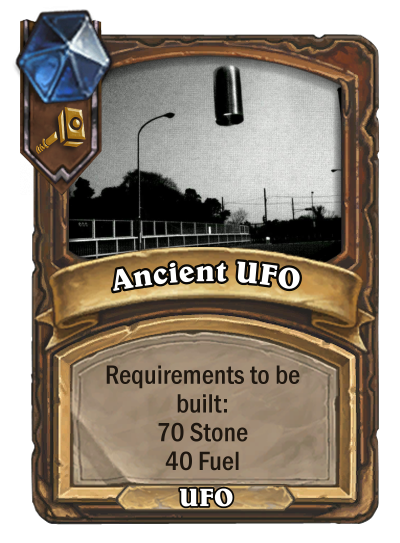 Ancient UFO
Requirements to be
built:
70 Stone
40 Fuel
UFO